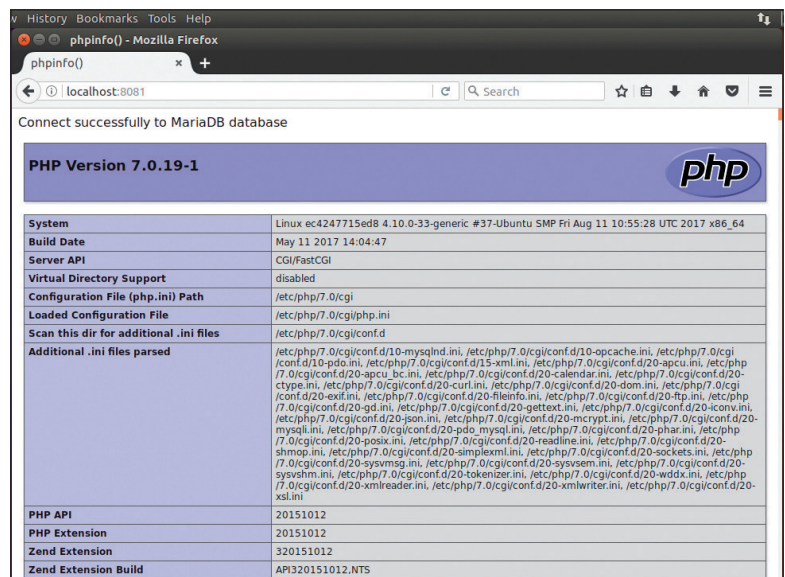 History Bookmarks Tools Help
phpinfo() - Mozilla Firefox
phpinfo()
localhost:8081
Search
Connect successfully to MariaDB database
PHP Version 7.0.19-1
php
System Linux ec4247715ed8 4.10.0-33-generic #37-Ubuntu SMP Fri Aug 11 10:55:28 UTC 2017 x86_64
Build Date May 11 2017 14:04:47
Server API CGI/FastCGI
Virtual Directory Support disabled
Configuration File (php.ini) Path /etc/php/7.0/cgi
Loaded Configuration File /etc/php/7.0/cgi/php.ini
Scan this dir for additional .ini files /etc/php/7.0/cgi/conf.d
Additional .ini files parsed /etc/php/7.0/cgi/conf.d/10-mysqlnd.ini, /etc/php/7.0/cgi/conf.d/10-opcache.ini, /etc/php/7.0/cgi
/conf.d/10-pdo.ini, /etc/php/7.0/cgi/conf.d/15-xml.ini, /etc/php/7.0/cgi/conf.d/20-apcu.ini, /etc/php
/7.0/cgi/conf.d/20-apcu_bc.ini, /etc/php/7.0/cgi/conf.d/20-calendar.ini, /etc/php/7.0/cgi/conf.d/20-
ctype.ini, /etc/php/7.0/cgi/conf.d/20-curl.ini, /etc/php/7.0/cgi/conf.d/20-dom.ini, /etc/php/7.0/cgi
/conf.d/20-exif.ini, /etc/php/7.0/cgi/conf.d/20-fileinfo.ini, /etc/php/7.0/cgi/conf.d/20-ftp.ini, /etc/php
/7.0/cgi/conf.d/20-gd.ini, /etc/php/7.0/cgi/conf.d/20-gettext.ini, /etc/php/7.0/cgi/conf.d/20-iconv.ini,
/etc/php/7.0/cgi/conf.d/20-json.ini, /etc/php/7.0/cgi/conf.d/20-mcrypt.ini, /etc/php/7.0/cgi/conf.d/20-
mysqli.ini, /etc/php/7.0/cgi/conf.d/20-pdo_mysql.ini, /etc/php/7.0/cgi/conf.d/20-phar.ini, /etc/php
/7.0/cgi/conf.d/20-posix.ini, /etc/php/7.0/cgi/conf.d/20-readline.ini, /etc/php/7.0/cgi/conf.d/20-
shmop.ini, /etc/php/7.0/cgi/conf.d/20-simplexml.ini, /etc/php/7.0/cgi/conf.d/20-sockets.ini, /etc/php
/7.0/cgi/conf.d/20-sysvmsg.ini, /etc/php/7.0/cgi/conf.d/20-sysvsem.ini, /etc/php/7.0/cgi/conf.d/20-
sysvshm.ini, /etc/php/7.0/cgi/conf.d/20-tokenizer.ini, /etc/php/7.0/cgi/conf.d/20-wddx.ini, /etc/php
/7.0/cgi/conf.d/20-xmlreader.ini, /etc/php/7.0/cgi/conf.d/20-xmlwriter.ini, /etc/php/7.0/cgi/conf.d/20-
xsl.ini
PHP API 20151012
PHP Extension 20151012
Zend Extension 320151012
Zend Extension Build API320151012,NTS